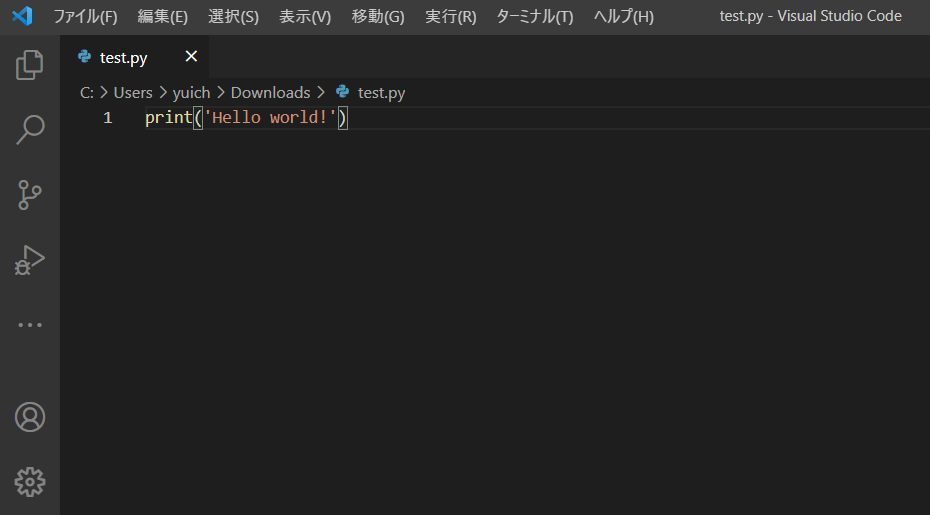 ファイル(F) 編集(E) 選択(S) 表示(V) 移動(G) 実行(R) ターミナル(T) ヘルプ(H) test.py - Visual Studio Code
test.py
C: > Users > yuich > Downloads > test.py
1 print('Hello world!')